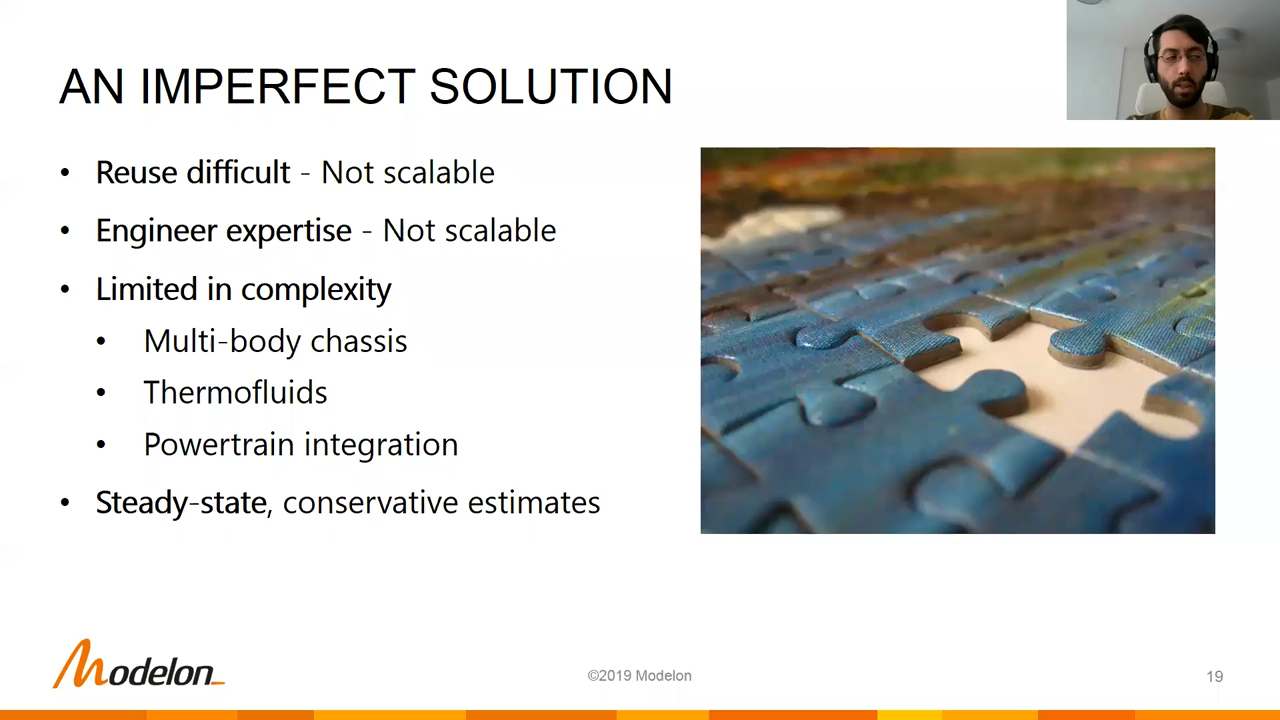 AN IMPERFECT SOLUTION
• Reuse difficult - Not scalable
• Engineer expertise - Not scalable
• Limited in complexity
• Multi-body chassis
• Thermofluids
• Powertrain integration
• Steady-state, conservative estimates
Modelon
©2019 Modelon
19